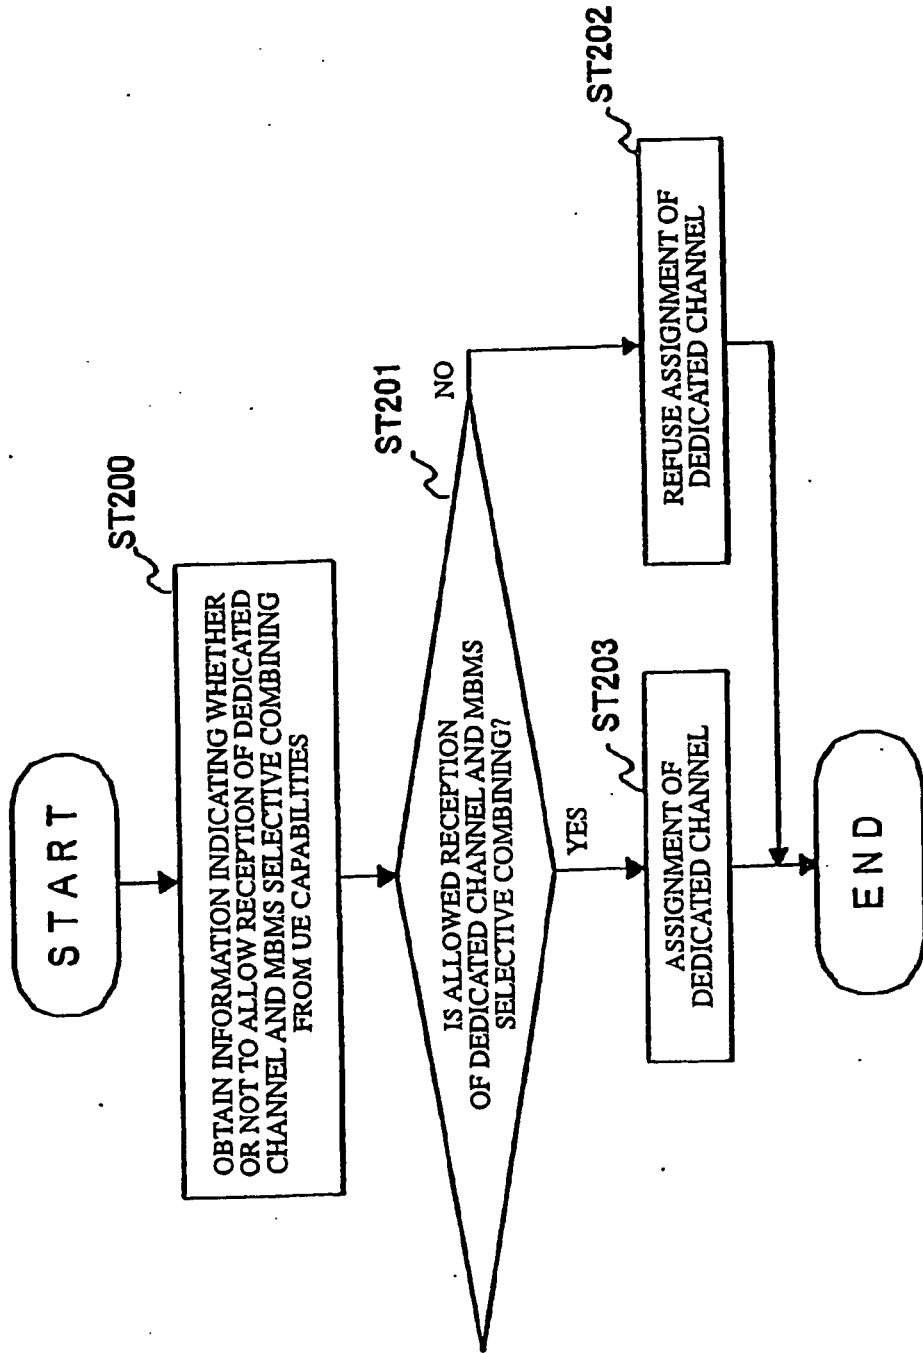 START
ST200
OBTAIN INFORMATION INDICATING WHETHER
OR NOT TO ALLOW RECEPTION OF DEDICATED
CHANNEL AND MBMS SELECTIVE COMBINING
FROM UE CAPABILITIES
ST201
IS ALLOWED RECEPTION
OF DEDICATED CHANNEL AND MBMS
SELECTIVE COMBINING?
NO
YES
ST203
ASSIGNMENT OF
DEDICATED CHANNEL
ST202
REFUSE ASSIGNMENT OF
DEDICATED CHANNEL
END